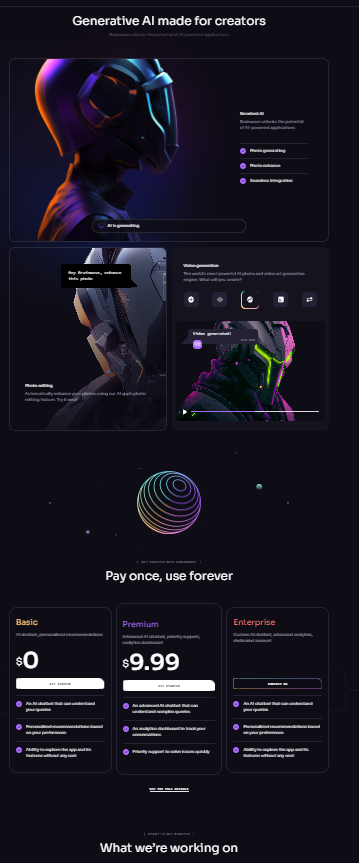 Generative AI made for creators
Brainwave unlocks the potential of AI-powered applications
Smartest AI
Brainwave unlocks the potential
of AI-powered applications
Photo generating
Photo enhance
Seamless Integration
AI is generating
Hey Brainwave, enhance
this photo
Photo editing
Automatically enhance your photos using our AI app's photo
editing feature. Try it now!
Video generation
The world's most powerful AI photo and video art generation
engine. What will you create?
Video generated!
Pay once, use forever
Basic
AI chatbot, personalized recommendations
$0
GET STARTED
An AI chatbot that can understand
your queries
Personalized recommendations based
on your preferences
Ability to explore the app and its
features without any cost
Premium
Advanced AI chatbot, priority support,
analytics dashboard
$9.99
GET STARTED
An advanced AI chatbot that can
understand complex queries
An analytics dashboard to track your
conversations
Priority support to solve issues quickly
Enterprise
Custom AI chatbot, advanced analytics,
dedicated account
CONTACT US
An AI chatbot that can understand
your queries
Personalized recommendations based
on your preferences
Ability to explore the app and its
features without any cost
SEE THE FULL DETAILS
What we're working on